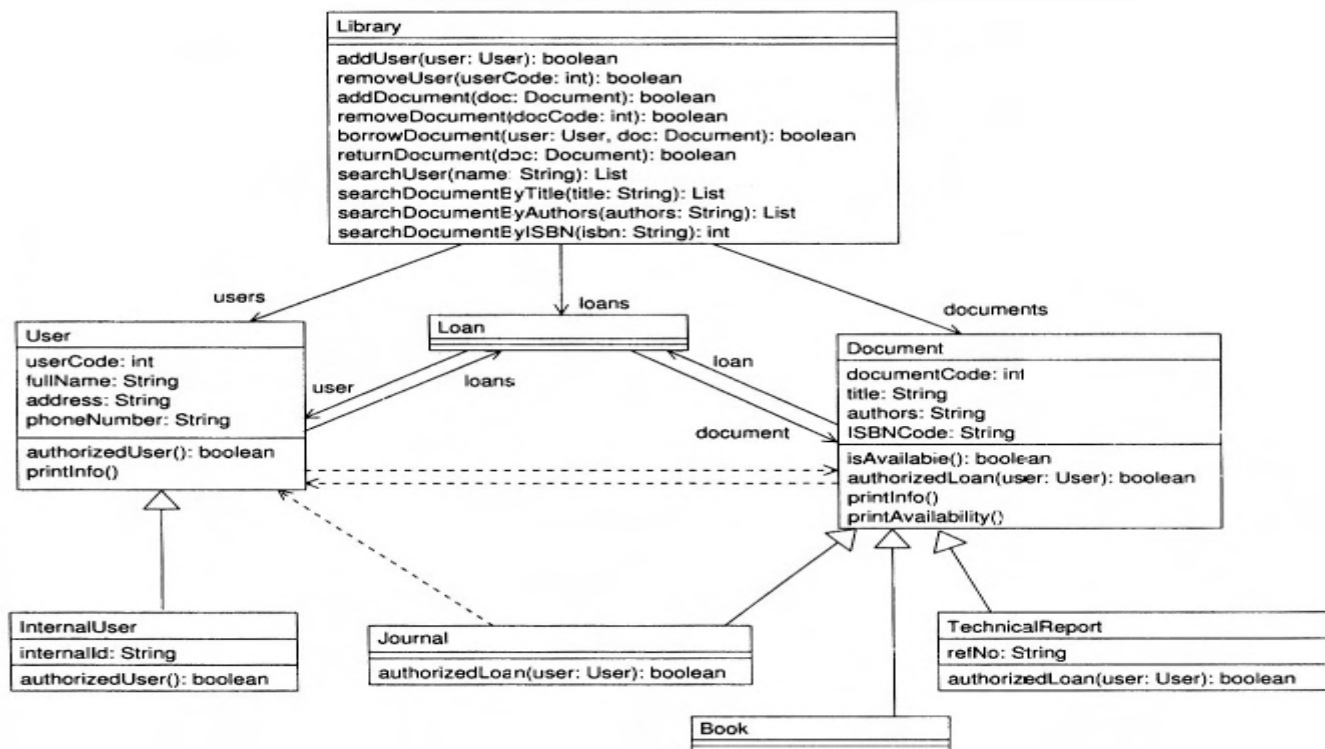 Library
addUser(user: User): boolean
removeUser(userCode: int): boolean
addDocument(doc: Document): boolean
removeDocument(docCode: int): boolean
borrowDocument(user: User, doc: Document): boolean
returnDocument(doc: Document): boolean
searchUser(name: String): List
searchDocumentByTitle(title: String): List
searchDocumentByAuthors(authors: String): List
searchDocumentByISBN(isbn: String): int
users
loans
documents
User
userCode: int
fullName: String
address: String
phoneNumber: String
authorizedUser(): boolean
printInfo()
Loan
user
loans
loan
document
Document
documentCode: int
title: String
authors: String
ISBNCode: String
isAvailable(): boolean
authorizedLoan(user: User): boolean
printInfo()
printAvailability()
InternalUser
internalId: String
authorizedUser(): boolean
Journal
authorizedLoan(user: User): boolean
TechnicalReport
refNo: String
authorizedLoan(user: User): boolean
Book